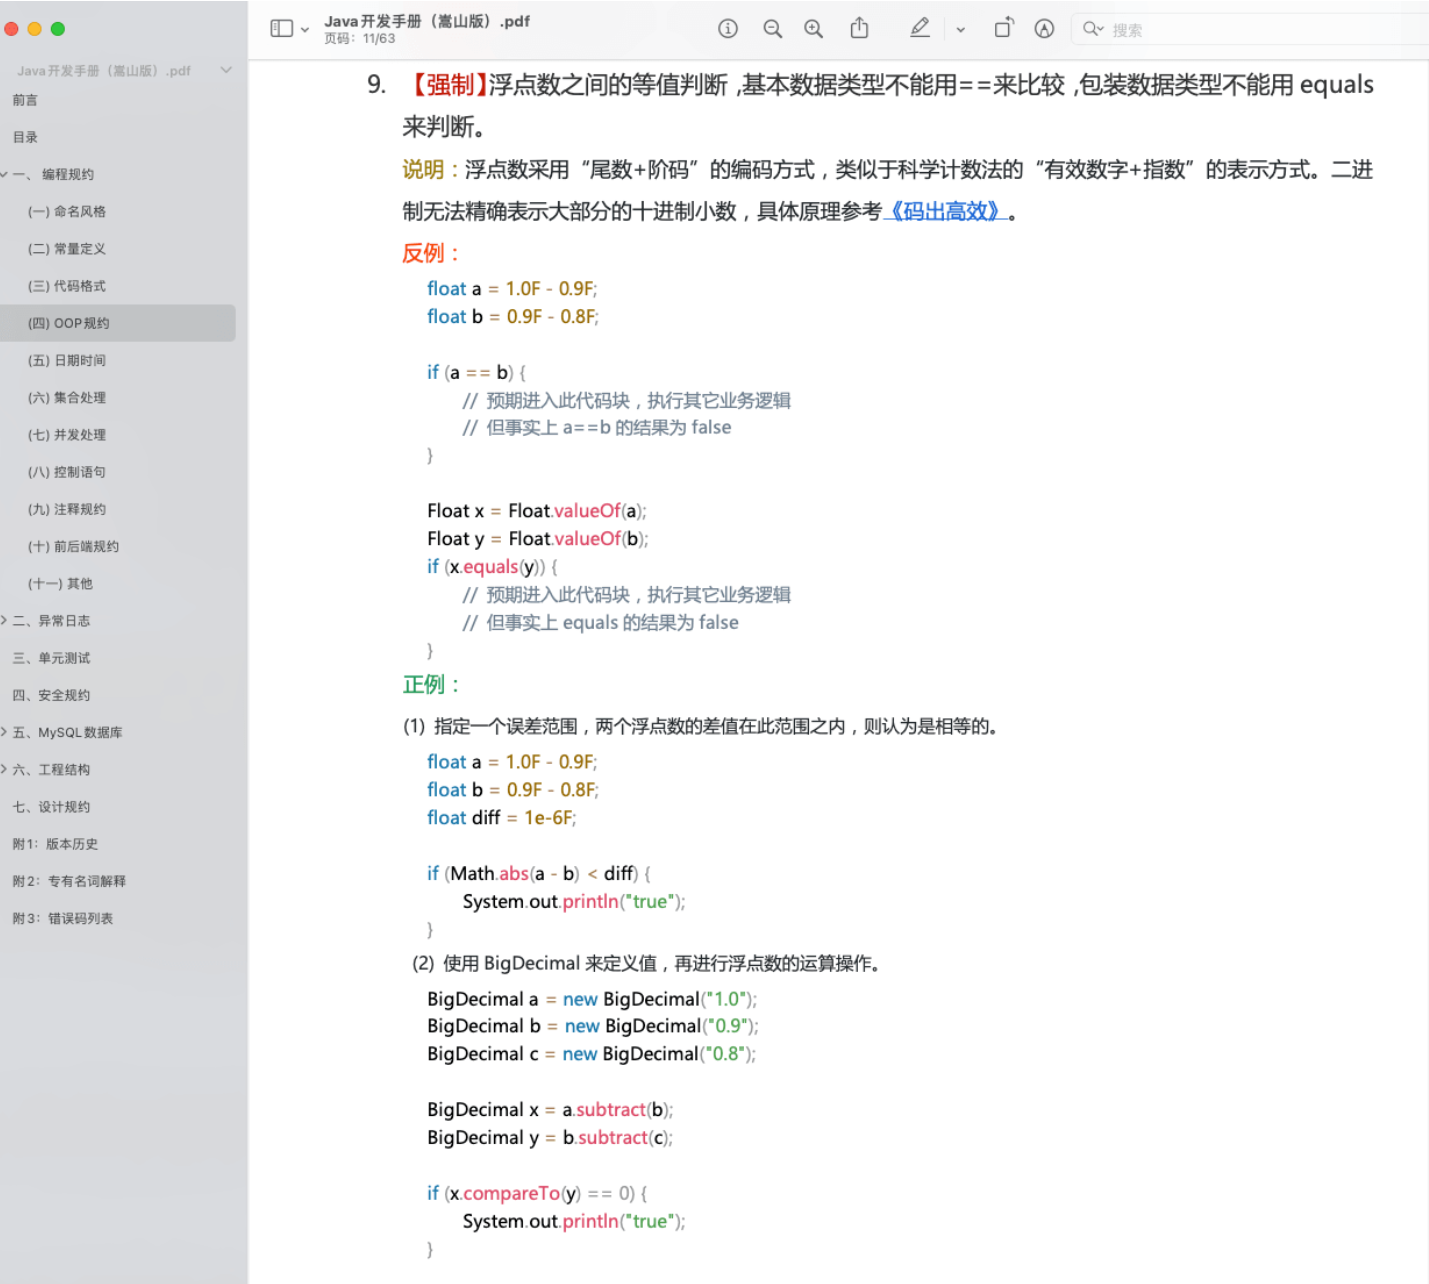 Java开发手册（嵩山版）.pdf
页码：11/63
搜索
Java开发手册（嵩山版）.pdf
前言
目录
一、 编程规约
(一) 命名风格
(二) 常量定义
(三) 代码格式
(四) OOP规约
(五) 日期时间
(六) 集合处理
(七) 并发处理
(八) 控制语句
(九) 注释规约
(十) 前后端规约
(十一) 其他
二、异常日志
三、单元测试
四、安全规约
五、MySQL数据库
六、工程结构
七、设计规约
附1：版本历史
附2：专有名词解释
附3：错误码列表
9. 【强制】浮点数之间的等值判断,基本数据类型不能用==来比较,包装数据类型不能用 equals
来判断。
说明：浮点数采用“尾数+阶码”的编码方式，类似于科学计数法的“有效数字+指数”的表示方式。二进
制无法精确表示大部分的十进制小数，具体原理参考《码出高效》。
反例：
float a = 1.0F - 0.9F;
float b = 0.9F - 0.8F;
if (a == b) {
// 预期进入此代码块，执行其它业务逻辑
// 但事实上 a==b 的结果为 false
}
Float x = Float.valueOf(a);
Float y = Float.valueOf(b);
if (x.equals(y)) {
// 预期进入此代码块，执行其它业务逻辑
// 但事实上 equals 的结果为 false
}
正例：
(1) 指定一个误差范围，两个浮点数的差值在此范围之内，则认为是相等的。
float a = 1.0F - 0.9F;
float b = 0.9F - 0.8F;
float diff = 1e-6F;
if (Math.abs(a - b) < diff) {
System.out.println("true");
}
(2) 使用 BigDecimal 来定义值，再进行浮点数的运算操作。
BigDecimal a = new BigDecimal("1.0");
BigDecimal b = new BigDecimal("0.9");
BigDecimal c = new BigDecimal("0.8");
BigDecimal x = a.subtract(b);
BigDecimal y = b.subtract(c);
if (x.compareTo(y) == 0) {
System.out.println("true");
}